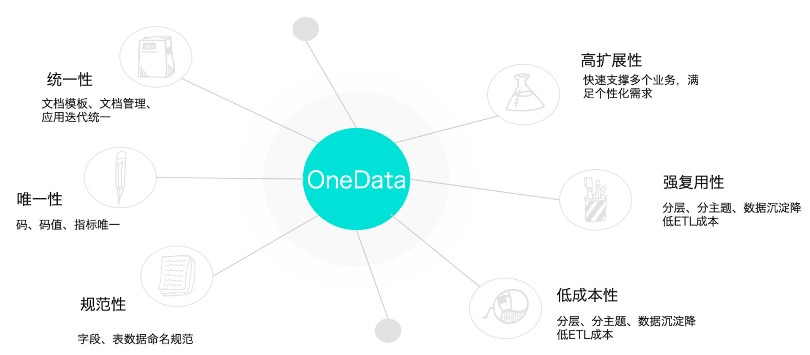 统一性
文档模板、文档管理、
应用迭代统一
唯一性
码、码值、指标唯一
规范性
字段、表数据命名规范
OneData
高扩展性
快速支撑多个业务，满
足个性化需求
强复用性
分层、分主题、数据沉淀降
低ETL成本
低成本性
分层、分主题、数据沉淀降
低ETL成本